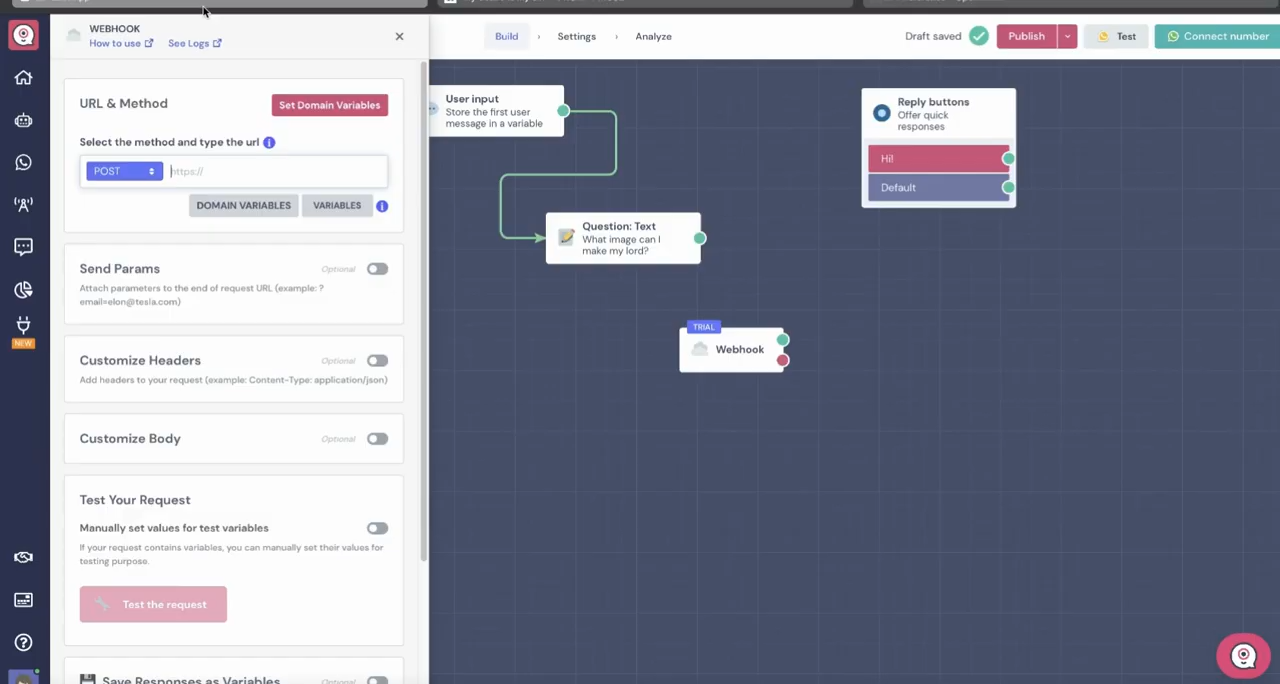 WEBHOOK
How to use
See Logs
Build
Settings
Analyze
Draft saved
Publish
Test
Connect number
URL & Method
Set Domain Variables
Select the method and type the url
POST
https://
DOMAIN VARIABLES
VARIABLES
Send Params
Optional
Attach parameters to the end of request URL (example: ?
email=elon@tesla.com)
Customize Headers
Optional
Add headers to your request (example: Content-Type: application/json)
Customize Body
Optional
Test Your Request
Manually set values for test variables
If your request contains variables, you can manually set their values for
testing purpose.
Test the request
Save Responses as Variables
Optional
NEW
User input
Store the first user
message in a variable
Question: Text
What image can I
make my lord?
TRIAL
Webhook
Reply buttons
Offer quick
responses
Hi!
Default